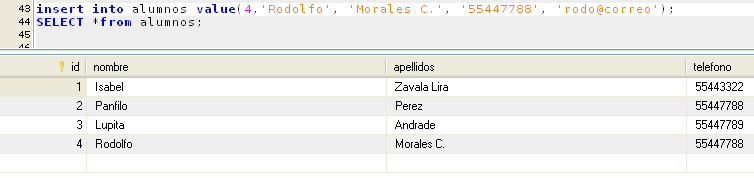 43 insert into alumnos value(4,'Rodolfo', 'Morales C.', '55447788', 'rodo@correo');
44 SELECT *from alumnos;
45
46
id nombre apellidos telefono
1 Isabel Zavala Lira 55443322
2 Panfilo Perez 55447788
3 Lupita Andrade 55447789
4 Rodolfo Morales C. 55447788